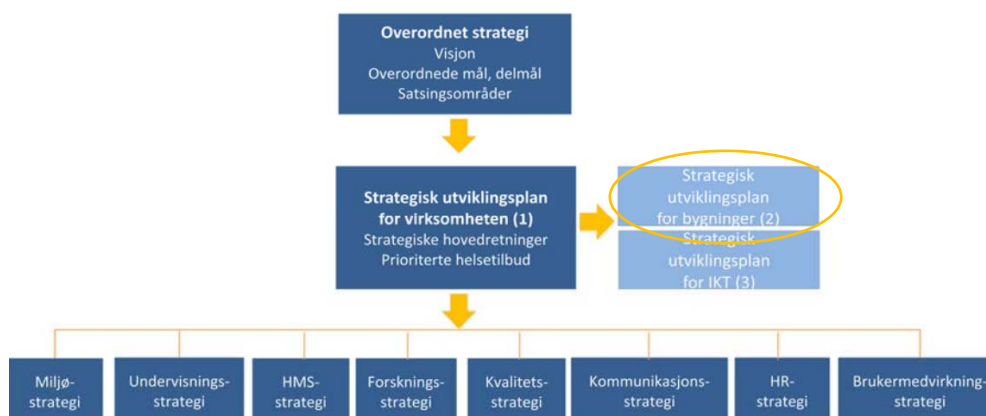 Overordnet strategi
Visjon
Overordnede mål, delmål
Satsingsområder
Strategisk utviklingsplan
for virksomheten (1)
Strategiske hovedretninger
Prioriterte helsetilbud
Strategisk
utviklingsplan
for bygninger (2)
Strategisk
utviklingsplan
for IKT (3)
Miljø-
strategi
Undervisnings-
strategi
HMS-
strategi
Forsknings-
strategi
Kvalitets-
strategi
Kommunikasjons-
strategi
HR-
strategi
Brukermedvirkning-
strategi